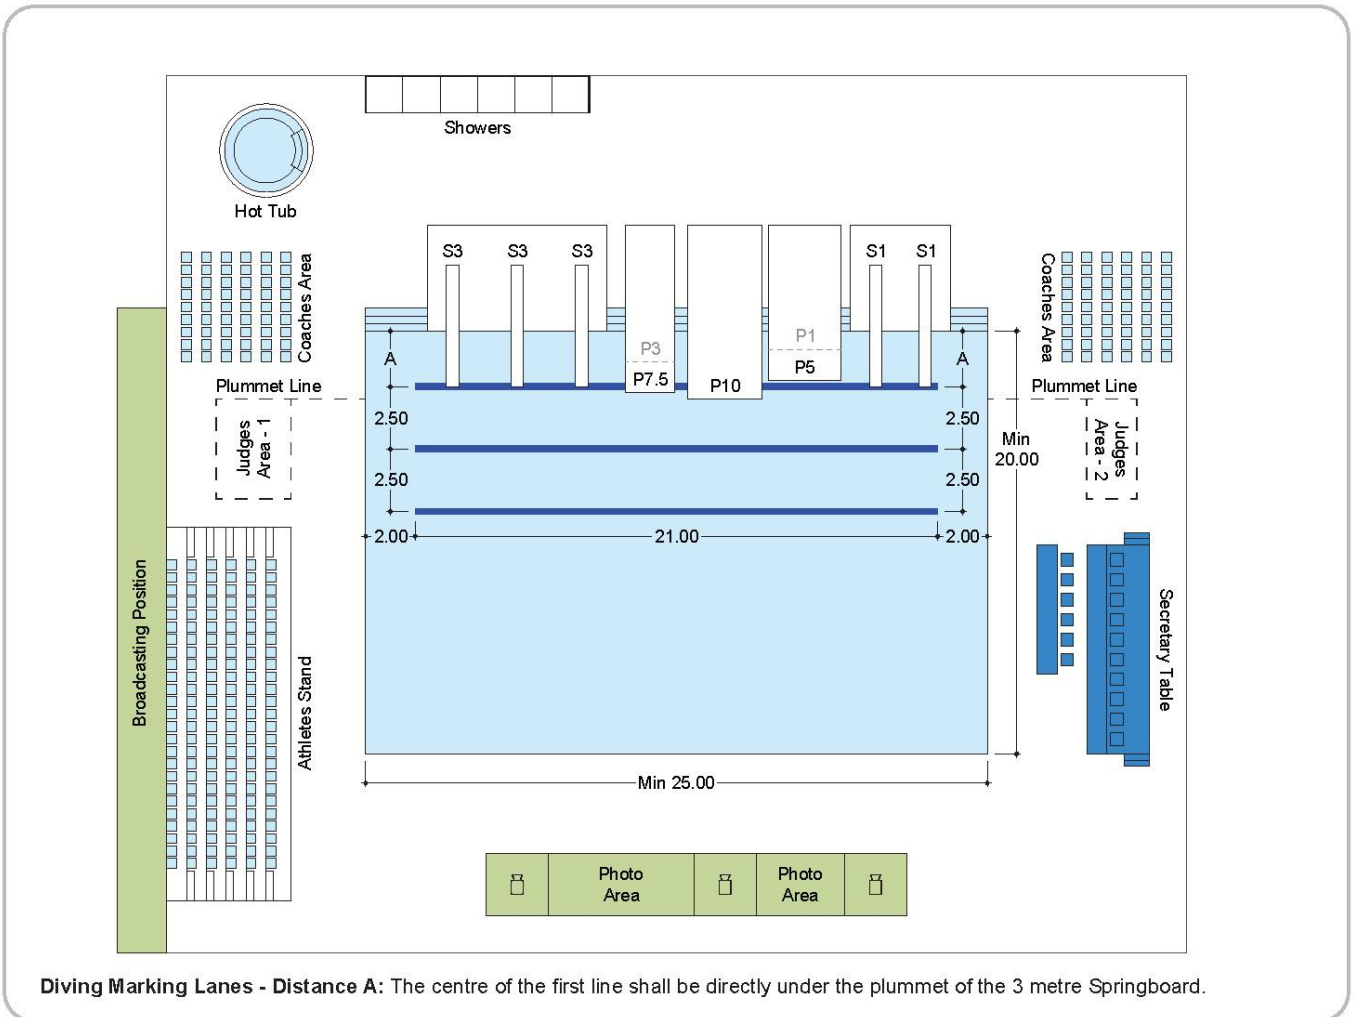 Showers
Hot Tub
S3
S3
S3
S1
S1
Coaches Area
Coaches Area
P1
P3
A
A
P5
P7.5
P10
Plummet Line
Plummet Line
2.50
2.50
Judges
Area - 1
Judges
Area - 2
Min
20.00
2.50
2.50
2.00
21.00
2.00
Broadcasting Position
Athletes Stand
Secretary Table
Min 25.00
Photo
Area
Photo
Area
Diving Marking Lanes - Distance A: The centre of the first line shall be directly under the plummet of the 3 metre Springboard.